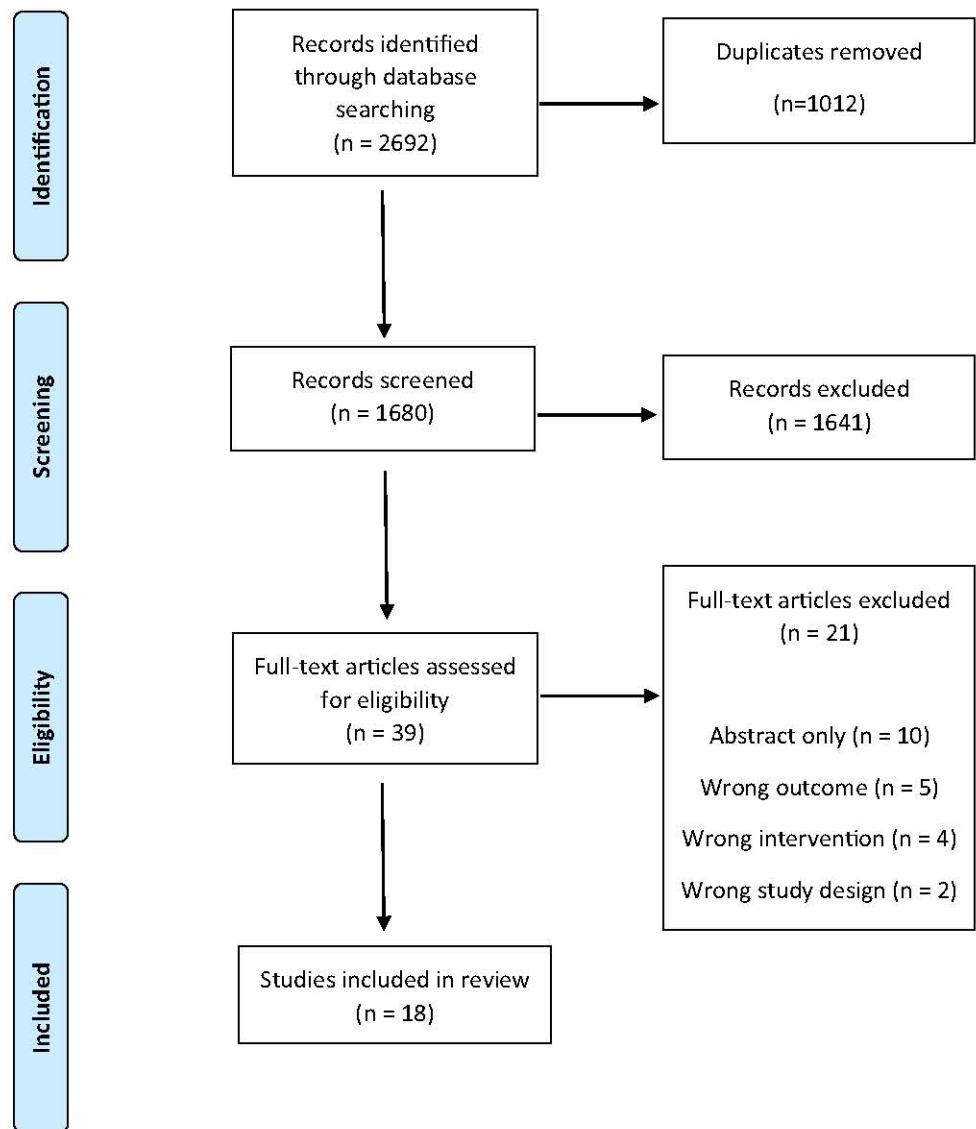 Identification
Records identified
through database
searching
(n = 2692)
Duplicates removed
(n=1012)
Screening
Records screened
(n = 1680)
Records excluded
(n = 1641)
Eligibility
Full-text articles assessed
for eligibility
(n = 39)
Full-text articles excluded
(n = 21)
Abstract only (n = 10)
Wrong outcome (n = 5)
Wrong intervention (n = 4)
Wrong study design (n = 2)
Included
Studies included in review
(n = 18)